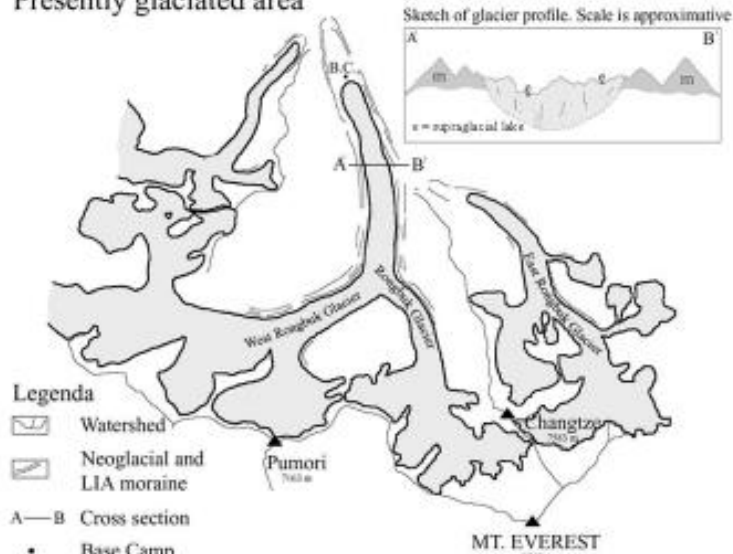 Presently glaciated area
Sketch of glacier profile. Scale is approximative
A' B'
m m
s s
s = supraglacial lake
B.C.
A' B'
West Rongbuk Glacier
Rongbuk Glacier
East Rongbuk Glacier
Legenda
Watershed
Neoglacial and
LIA moraine
A — B Cross section
Base Camp
Changtze
Pumori
MT. EVEREST